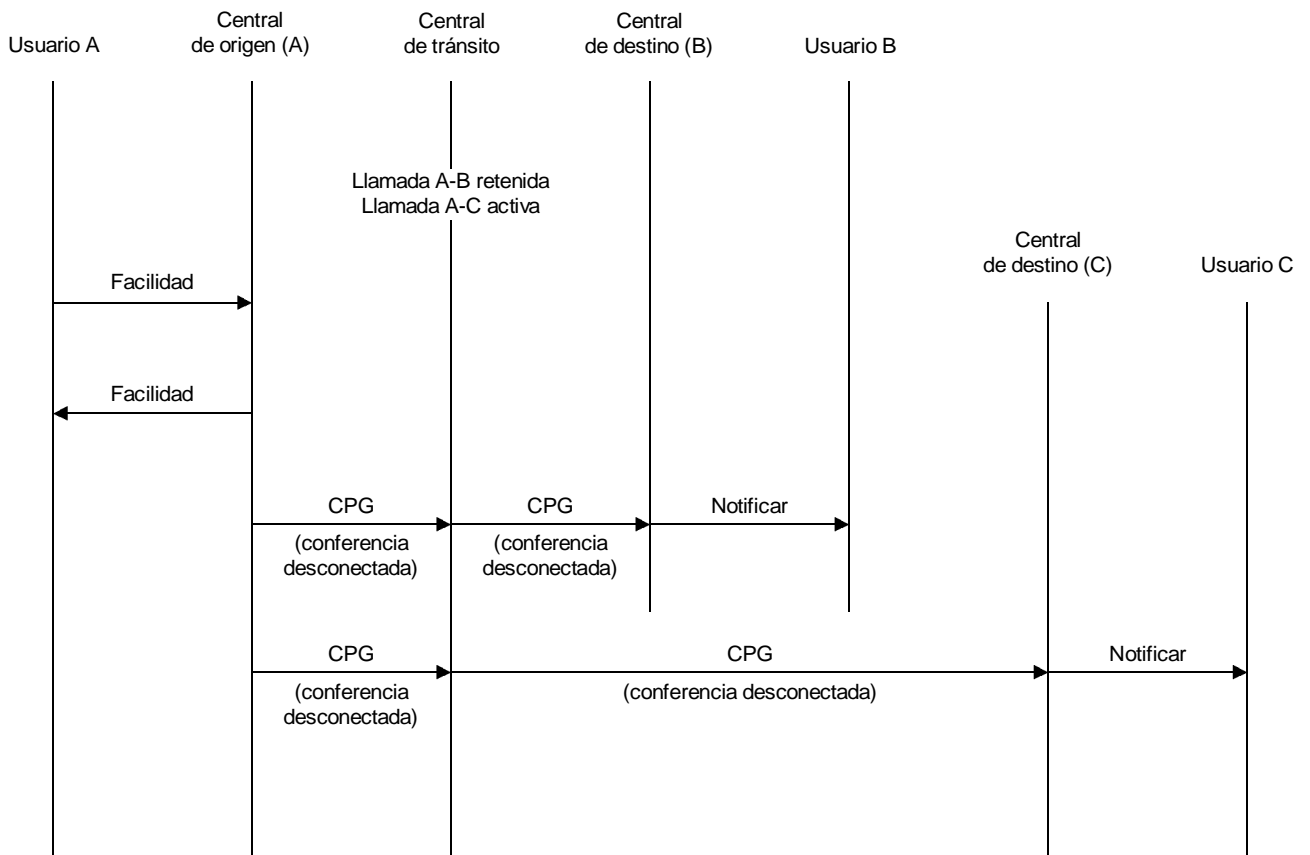 Usuario A
Central
de origen (A)
Central
de tránsito
Central
de destino (B)
Usuario B
Llamada A-B retenida
Llamada A-C activa
Central
de destino (C)
Usuario C
Facilidad
Facilidad
CPG
(conferencia
desconectada)
CPG
(conferencia
desconectada)
Notificar
CPG
(conferencia
desconectada)
CPG
(conferencia desconectada)
Notificar